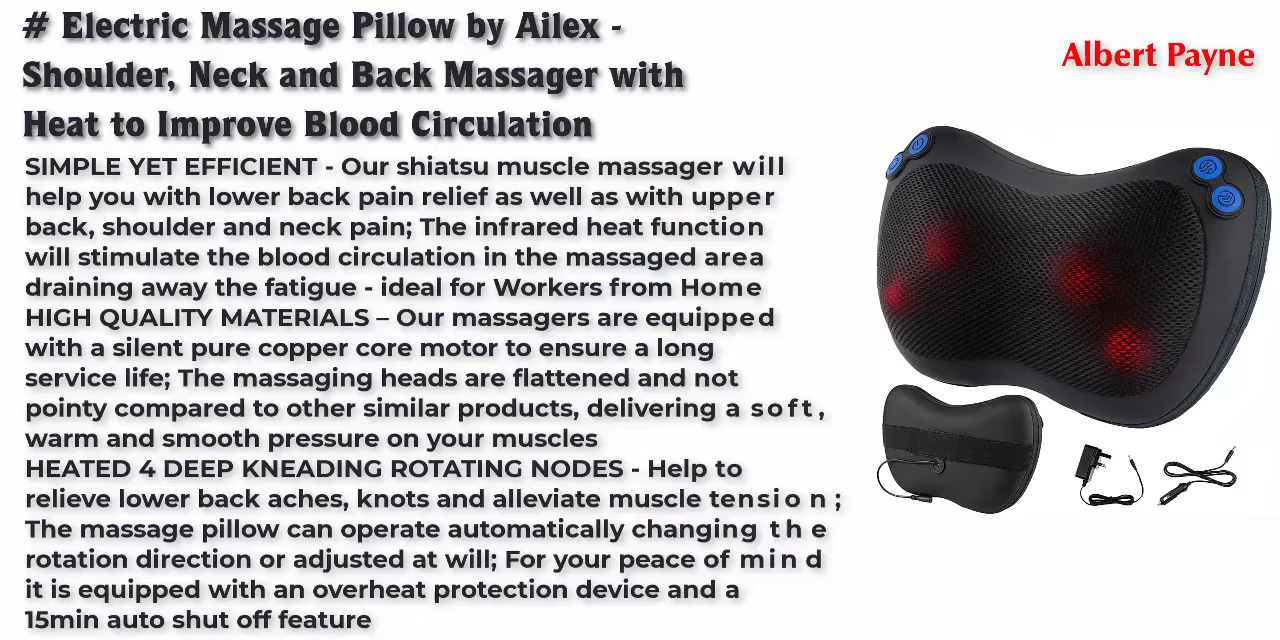 # Electric Massage Pillow by Ailex -
Shoulder, Neck and Back Massager with
Heat to Improve Blood Circulation
Albert Payne
SIMPLE YET EFFICIENT - Our shiatsu muscle massager will
help you with lower back pain relief as well as with upper
back, shoulder and neck pain; The infrared heat function
will stimulate the blood circulation in the massaged area
draining away the fatigue - ideal for Workers from Home
HIGH QUALITY MATERIALS – Our massagers are equipped
with a silent pure copper core motor to ensure a long
service life; The massaging heads are flattened and not
pointy compared to other similar products, delivering a soft,
warm and smooth pressure on your muscles
HEATED 4 DEEP KNEADING ROTATING NODES - Help to
relieve lower back aches, knots and alleviate muscle tension;
The massage pillow can operate automatically changing the
rotation direction or adjusted at will; For your peace of mind
it is equipped with an overheat protection device and a
15min auto shut off feature